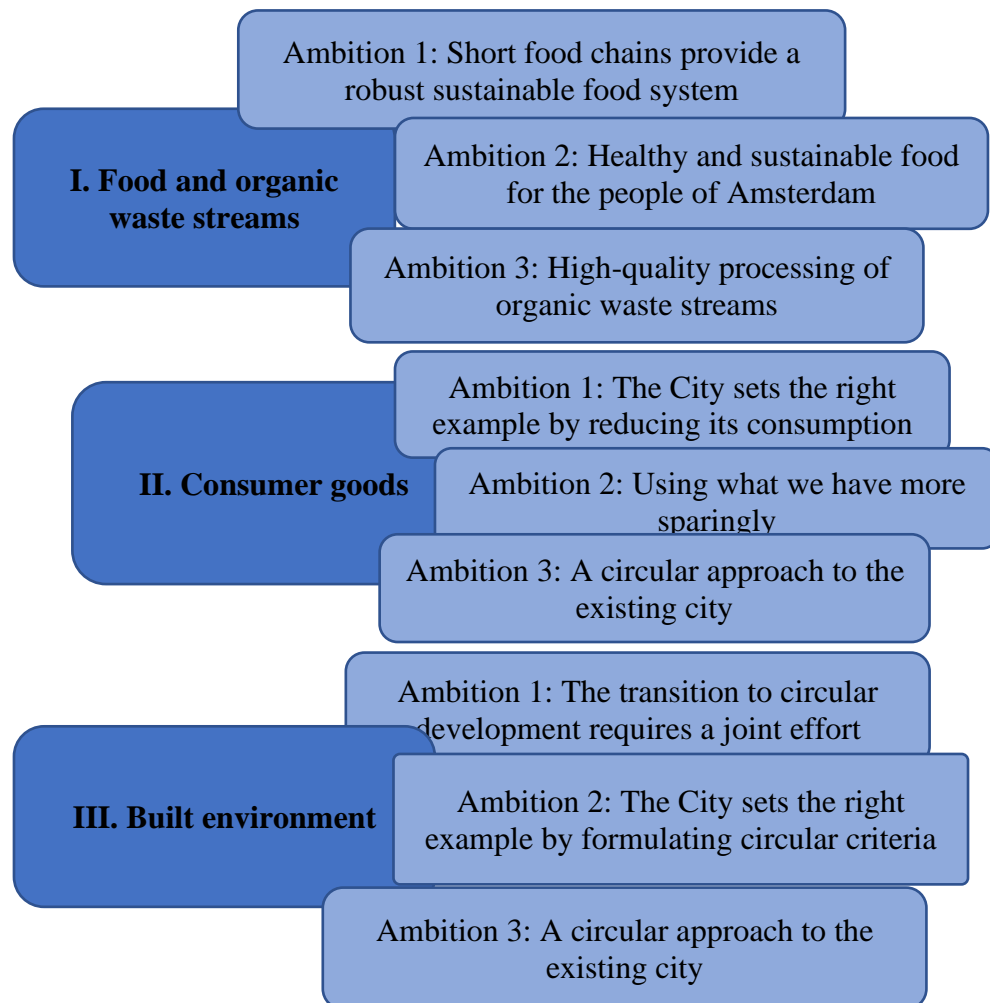 Ambition 1: Short food chains provide a
robust sustainable food system
I. Food and organic
waste streams
Ambition 2: Healthy and sustainable food
for the people of Amsterdam
Ambition 3: High-quality processing of
organic waste streams
II. Consumer goods
Ambition 1: The City sets the right
example by reducing its consumption
Ambition 2: Using what we have more
sparingly
Ambition 3: A circular approach to the
existing city
III. Built environment
Ambition 1: The transition to circular
development requires a joint effort
Ambition 2: The City sets the right
example by formulating circular criteria
Ambition 3: A circular approach to the
existing city